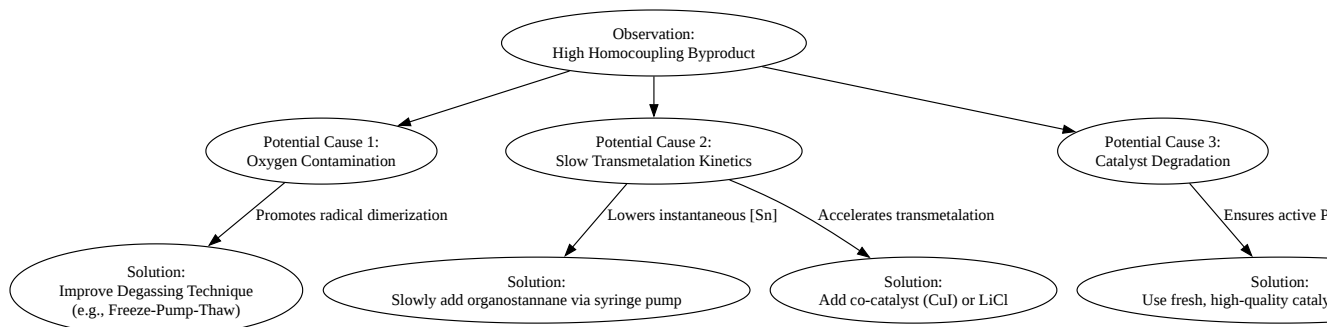 Observation:
High Homocoupling Byproduct
Potential Cause 1:
Oxygen Contamination
Potential Cause 2:
Slow Transmetalation Kinetics
Potential Cause 3:
Catalyst Degradation
Promotes radical dimerization
Lowers instantaneous [Sn]
Accelerates transmetalation
Ensures active
Solution:
Improve Degassing Technique
(e.g., Freeze-Pump-Thaw)
Solution:
Slowly add organostannane via syringe pump
Solution:
Add co-catalyst (CuI) or LiCl
Solution:
Use fresh, high-quality